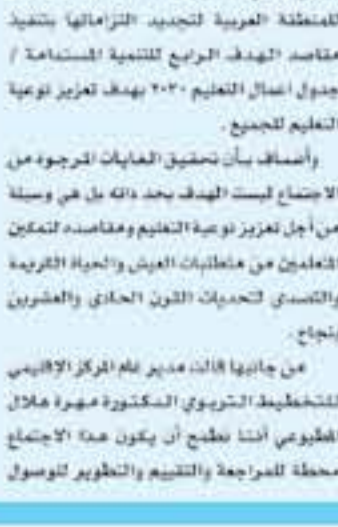 للمنطقة العربية لتجديد التزاماتها بتنفيذ
مقاصد الهدف الرابع للتنمية المستدامة /
جدول اعمال التعليم ٢٠٣٠ بهدف تعزيز نوعية
التعليم للجميع .
وأضاف بأن تحقيق الغايات المرجوة من
الاجتماع ليست الهدف بحد ذاته بل هي وسيلة
من أجل تعزيز نوعية التعليم ومقاصده لتمكين
المتعلمين من متطلبات العيش والحياة الكريمة
والتصدي لتحديات القرن الحادي والعشرين
بنجاح .
من جانبها قالت مدير عام المركز الإقليمي
للتخطيط التربوي الدكتورة مهرة هلال
المطيوعي أننا نطمح أن يكون هذا الاجتماع
محطة للمراجعة والتقييم والتطوير للوصول